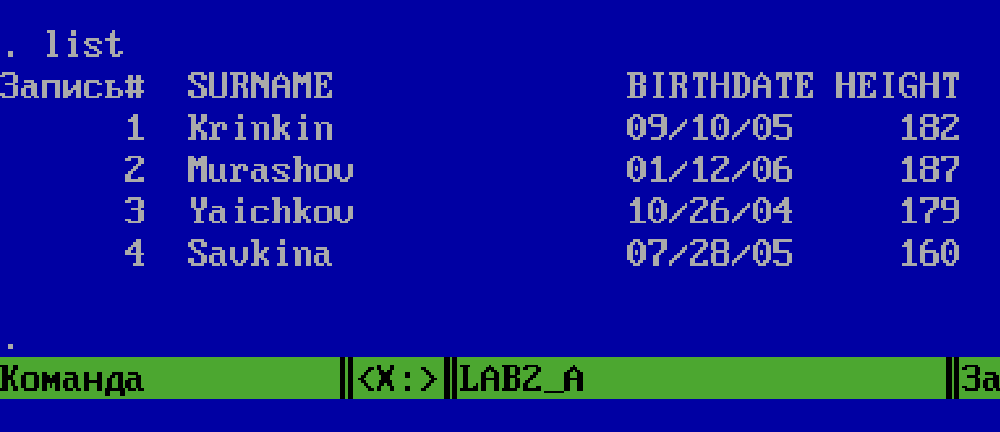 . list
Запись# SURNAME BIRTHDATE HEIGHT
1 Krinkin 09/10/05 182
2 Murashov 01/12/06 187
3 Yaichkov 10/26/04 179
4 Savkina 07/28/05 160
.
Команда ║<X:>║LAB2_A ║За